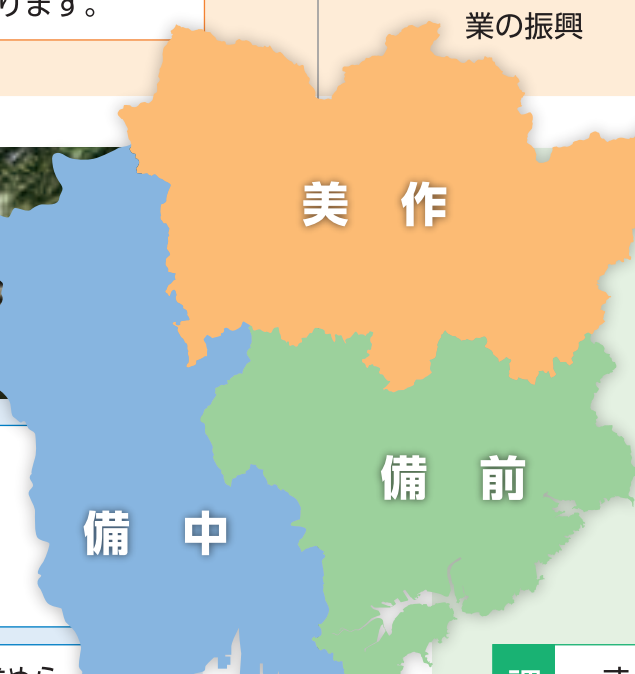 ります。
業の振興
美 作
備 前
備 中